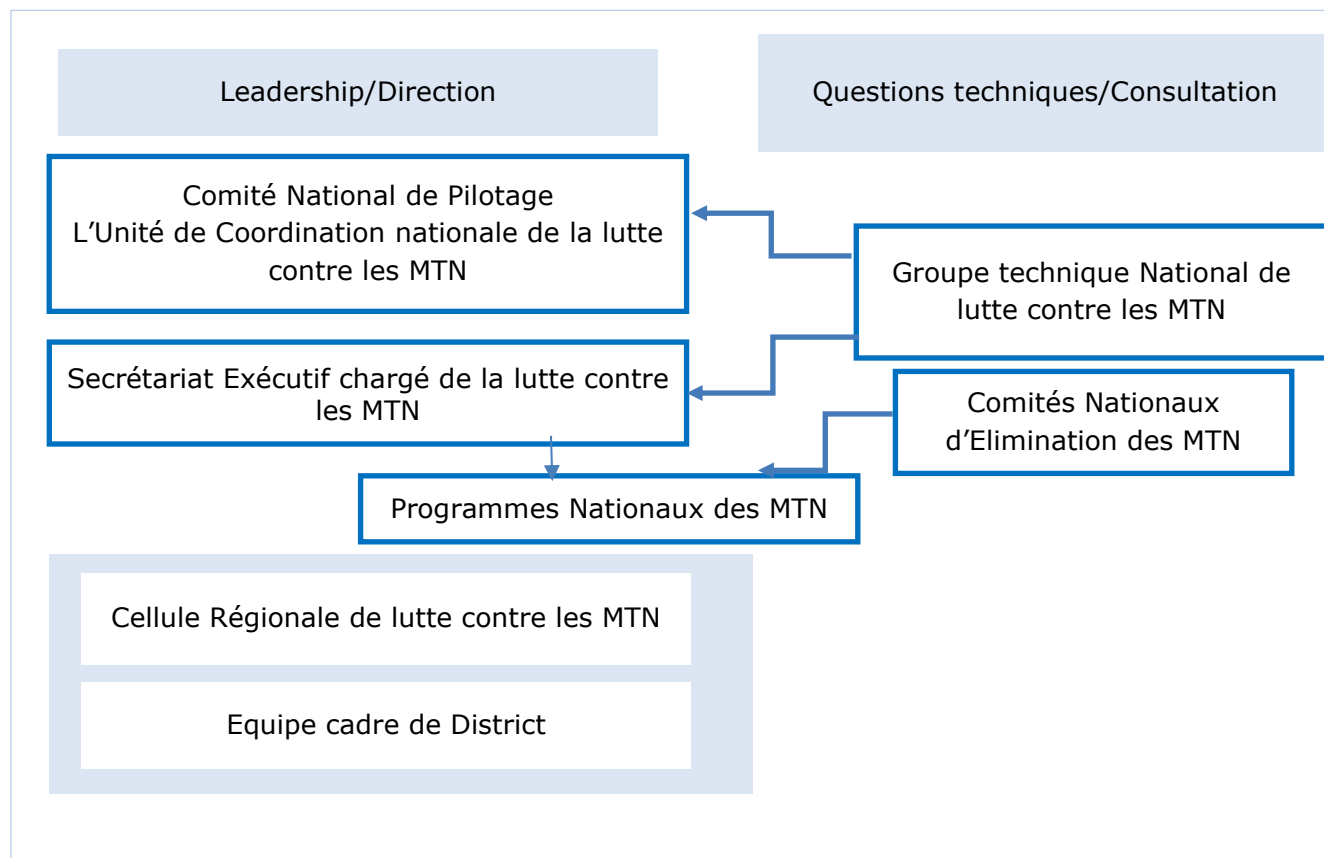 Leadership/Direction
Questions techniques/Consultation
Comité National de Pilotage
L’Unité de Coordination nationale de la lutte
contre les MTN
Groupe technique National de
lutte contre les MTN
Secrétariat Exécutif chargé de la lutte contre
les MTN
Comités Nationaux
d’Elimination des MTN
Programmes Nationaux des MTN
Cellule Régionale de lutte contre les MTN
Equipe cadre de District